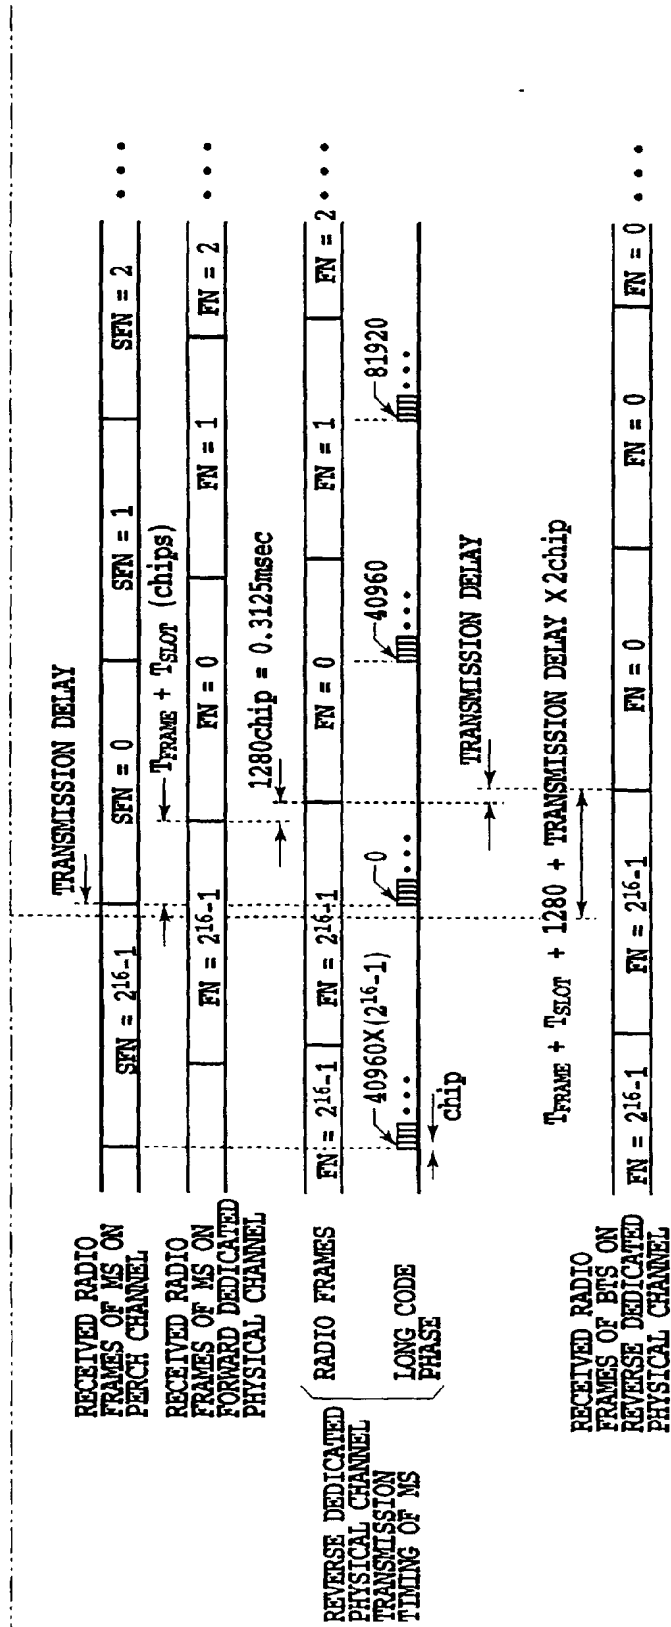 TRANSMISSION DELAY
RECEIVED RADIO
FRAMES OF MS ON
PERCH CHANNEL
SFN = 2^16-1
SFN = 0
SFN = 1
SFN = 2
• • •
T_FRAME + T_SLOT (chips)
RECEIVED RADIO
FRAMES OF MS ON
FORWARD DEDICATED
PHYSICAL CHANNEL
FN = 2^16-1
FN = 0
FN = 1
FN = 2
• • •
1280chip = 0.3125msec
REVERSE DEDICATED
PHYSICAL CHANNEL
TRANSMISSION
TIMING OF MS
RADIO FRAMES
FN = 2^16-1
FN = 2^16-1
FN = 0
FN = 1
FN = 2
• • •
LONG CODE
PHASE
40960X(2^16-1)
• • •
0
• • •
40960
• • •
81920
• • •
chip
TRANSMISSION DELAY
T_FRAME + T_SLOT + 1280 + TRANSMISSION DELAY X 2chip
RECEIVED RADIO
FRAMES OF BTS ON
REVERSE DEDICATED
PHYSICAL CHANNEL
FN = 2^16-1
FN = 2^16-1
FN = 0
FN = 0
FN = 0
• • •